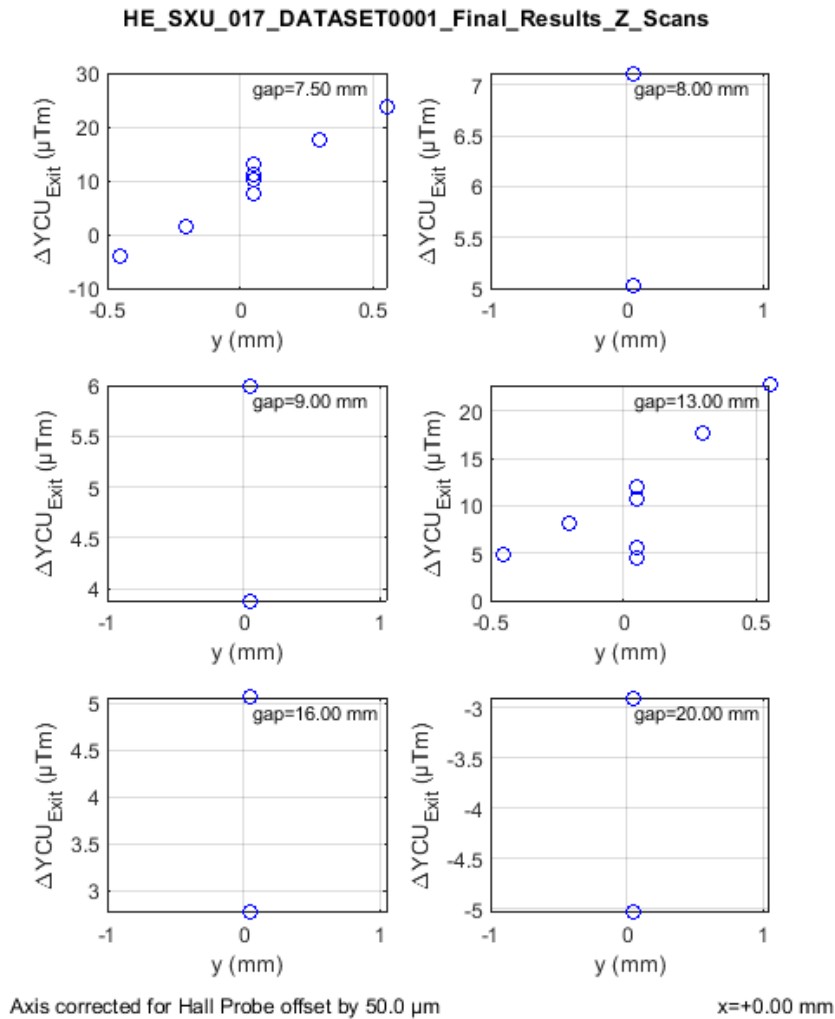 HE_SXU_017_DATASET0001_Final_Results_Z_Scans
gap=7.50 mm
30
20
10
0
-10
-0.5
0
0.5
ΔYCU_Exit (µTm)
y (mm)
gap=8.00 mm
7
6.5
6
5.5
5
-1
0
1
ΔYCU_Exit (µTm)
y (mm)
gap=9.00 mm
6
5.5
5
4.5
4
-1
0
1
ΔYCU_Exit (µTm)
y (mm)
gap=13.00 mm
20
15
10
5
0
-0.5
0
0.5
ΔYCU_Exit (µTm)
y (mm)
gap=16.00 mm
5
4.5
4
3.5
3
-1
0
1
ΔYCU_Exit (µTm)
y (mm)
gap=20.00 mm
-3
-3.5
-4
-4.5
-5
-1
0
1
ΔYCU_Exit (µTm)
y (mm)
Axis corrected for Hall Probe offset by 50.0 µm
x=+0.00 mm